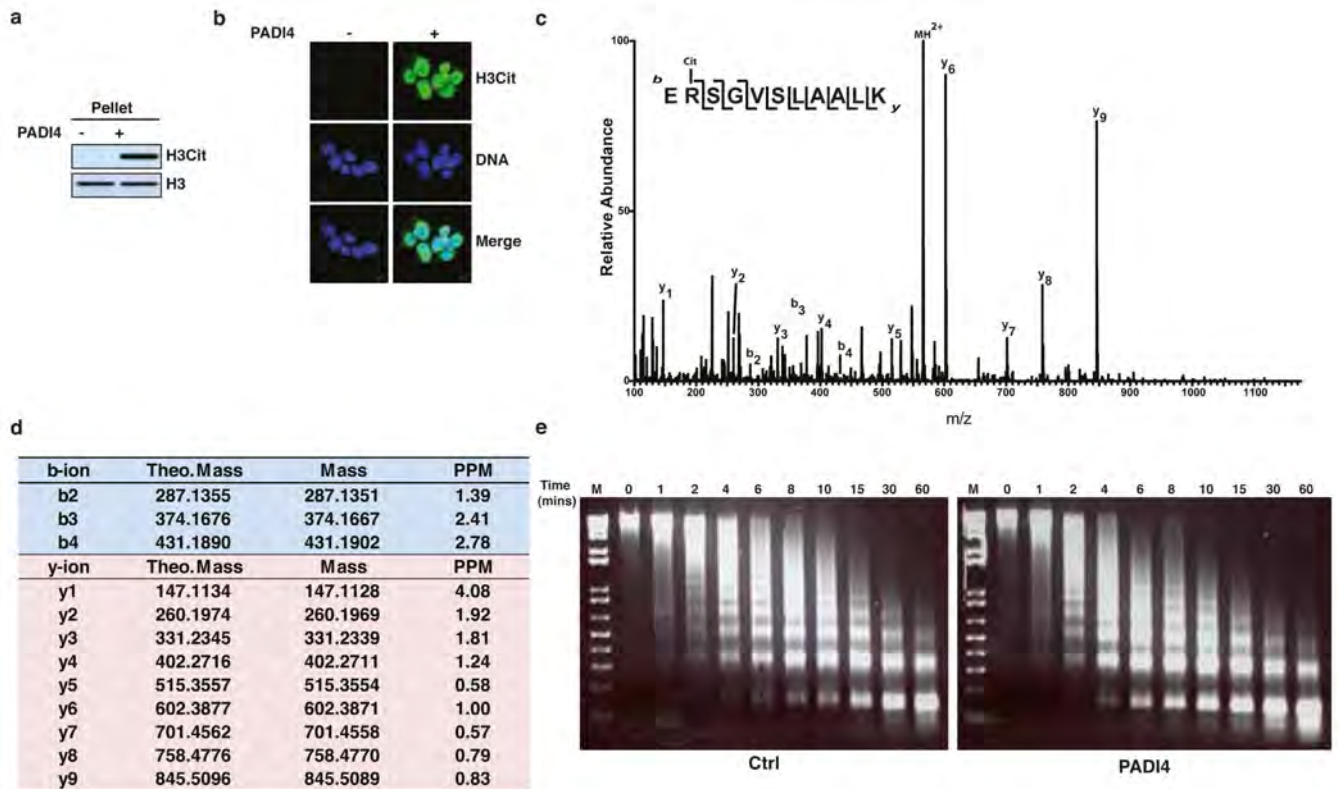 a
Pellet
PADI4 - +
H3Cit
H3
b
PADI4 - +
H3Cit
DNA
Merge
c
Relative Abundance
100
50
0
Cit
b E R S G V S L A A L K y
y1
y2
b2
y3
b3
y4
b4
y5
MH2+
y6
y7
y8
y9
100 200 300 400 500 600 700 800 900 1000 1100
m/z
d
b-ion Theo.Mass Mass PPM
b2 287.1355 287.1351 1.39
b3 374.1676 374.1667 2.41
b4 431.1890 431.1902 2.78
y-ion Theo.Mass Mass PPM
y1 147.1134 147.1128 4.08
y2 260.1974 260.1969 1.92
y3 331.2345 331.2339 1.81
y4 402.2716 402.2711 1.24
y5 515.3557 515.3554 0.58
y6 602.3877 602.3871 1.00
y7 701.4562 701.4558 0.57
y8 758.4776 758.4770 0.79
y9 845.5096 845.5089 0.83
e
Time (mins)
M 0 1 2 4 6 8 10 15 30 60
Ctrl
M 0 1 2 4 6 8 10 15 30 60
PADI4